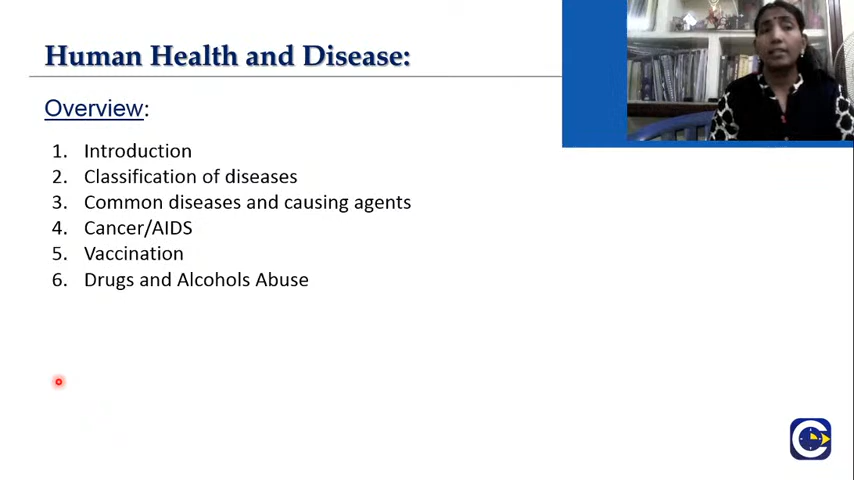 Human Health and Disease:
Overview:
1. Introduction
2. Classification of diseases
3. Common diseases and causing agents
4. Cancer/AIDS
5. Vaccination
6. Drugs and Alcohols Abuse